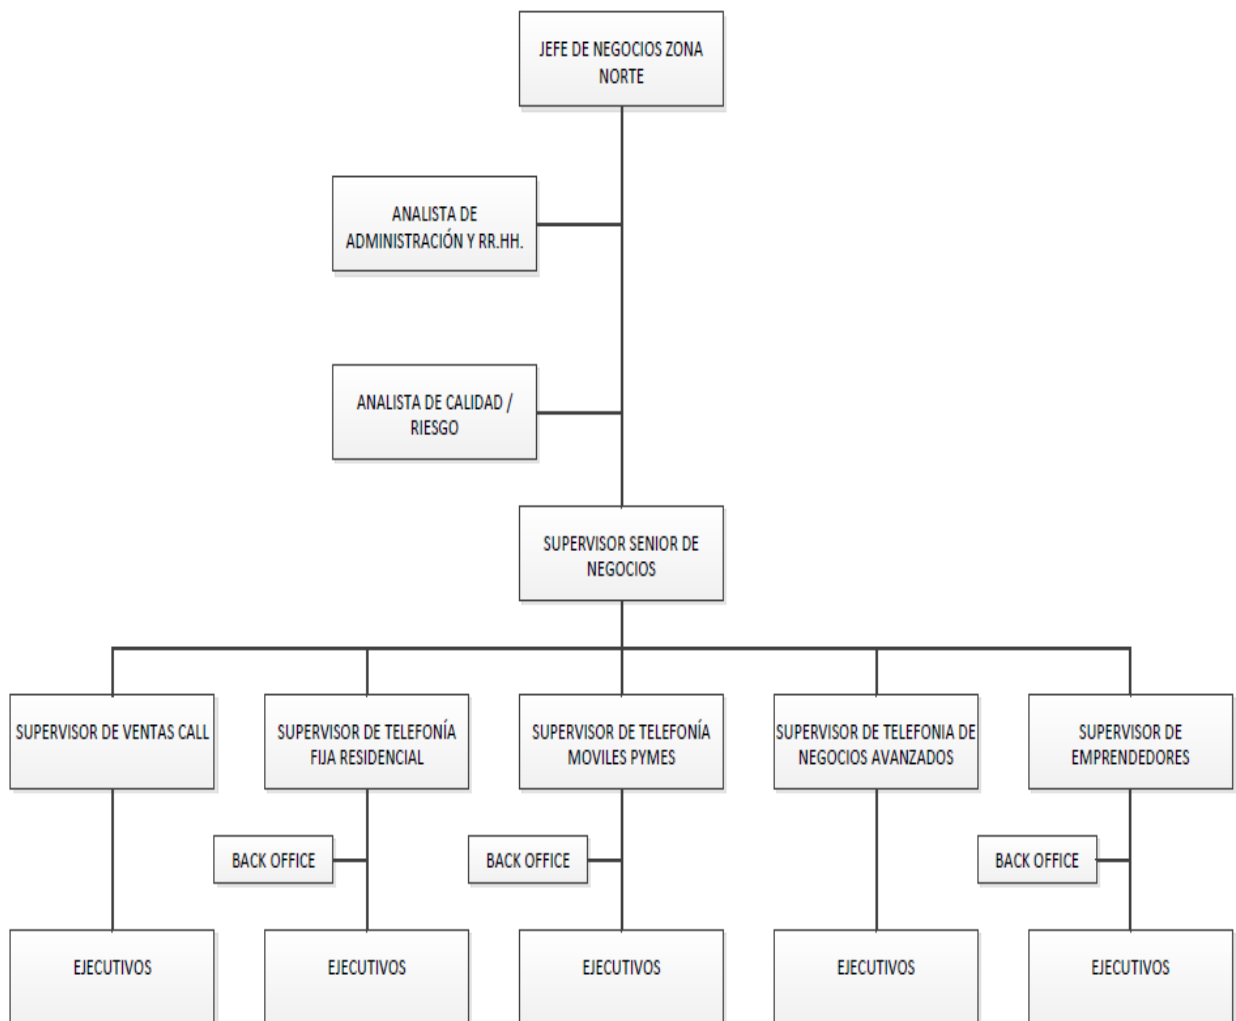 JEFE DE NEGOCIOS ZONA
NORTE
ANALISTA DE
ADMINISTRACIÓN Y RR.HH.
ANALISTA DE CALIDAD /
RIESGO
SUPERVISOR SENIOR DE
NEGOCIOS
SUPERVISOR DE VENTAS CALL
SUPERVISOR DE TELEFONÍA
FIJA RESIDENCIAL
SUPERVISOR DE TELEFONÍA
MOVILES PYMES
SUPERVISOR DE TELEFONIA DE
NEGOCIOS AVANZADOS
SUPERVISOR DE
EMPRENDEDORES
BACK OFFICE
BACK OFFICE
BACK OFFICE
EJECUTIVOS
EJECUTIVOS
EJECUTIVOS
EJECUTIVOS
EJECUTIVOS